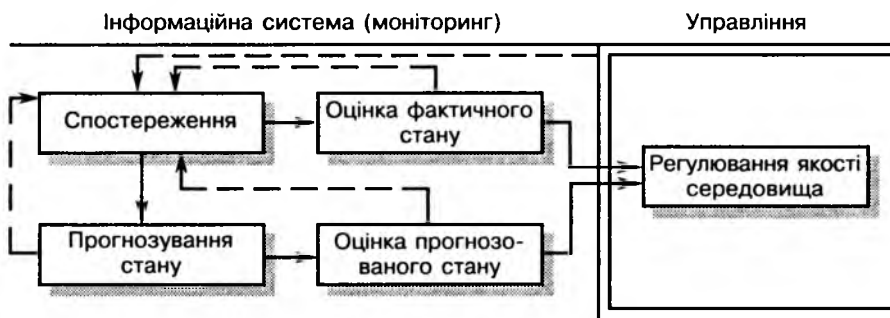 Інформаційна система (моніторинг)
Управління
Спостереження
Оцінка фактичного
стану
Регулювання якості
середовища
Прогнозування
стану
Оцінка прогнозо-
ваного стану